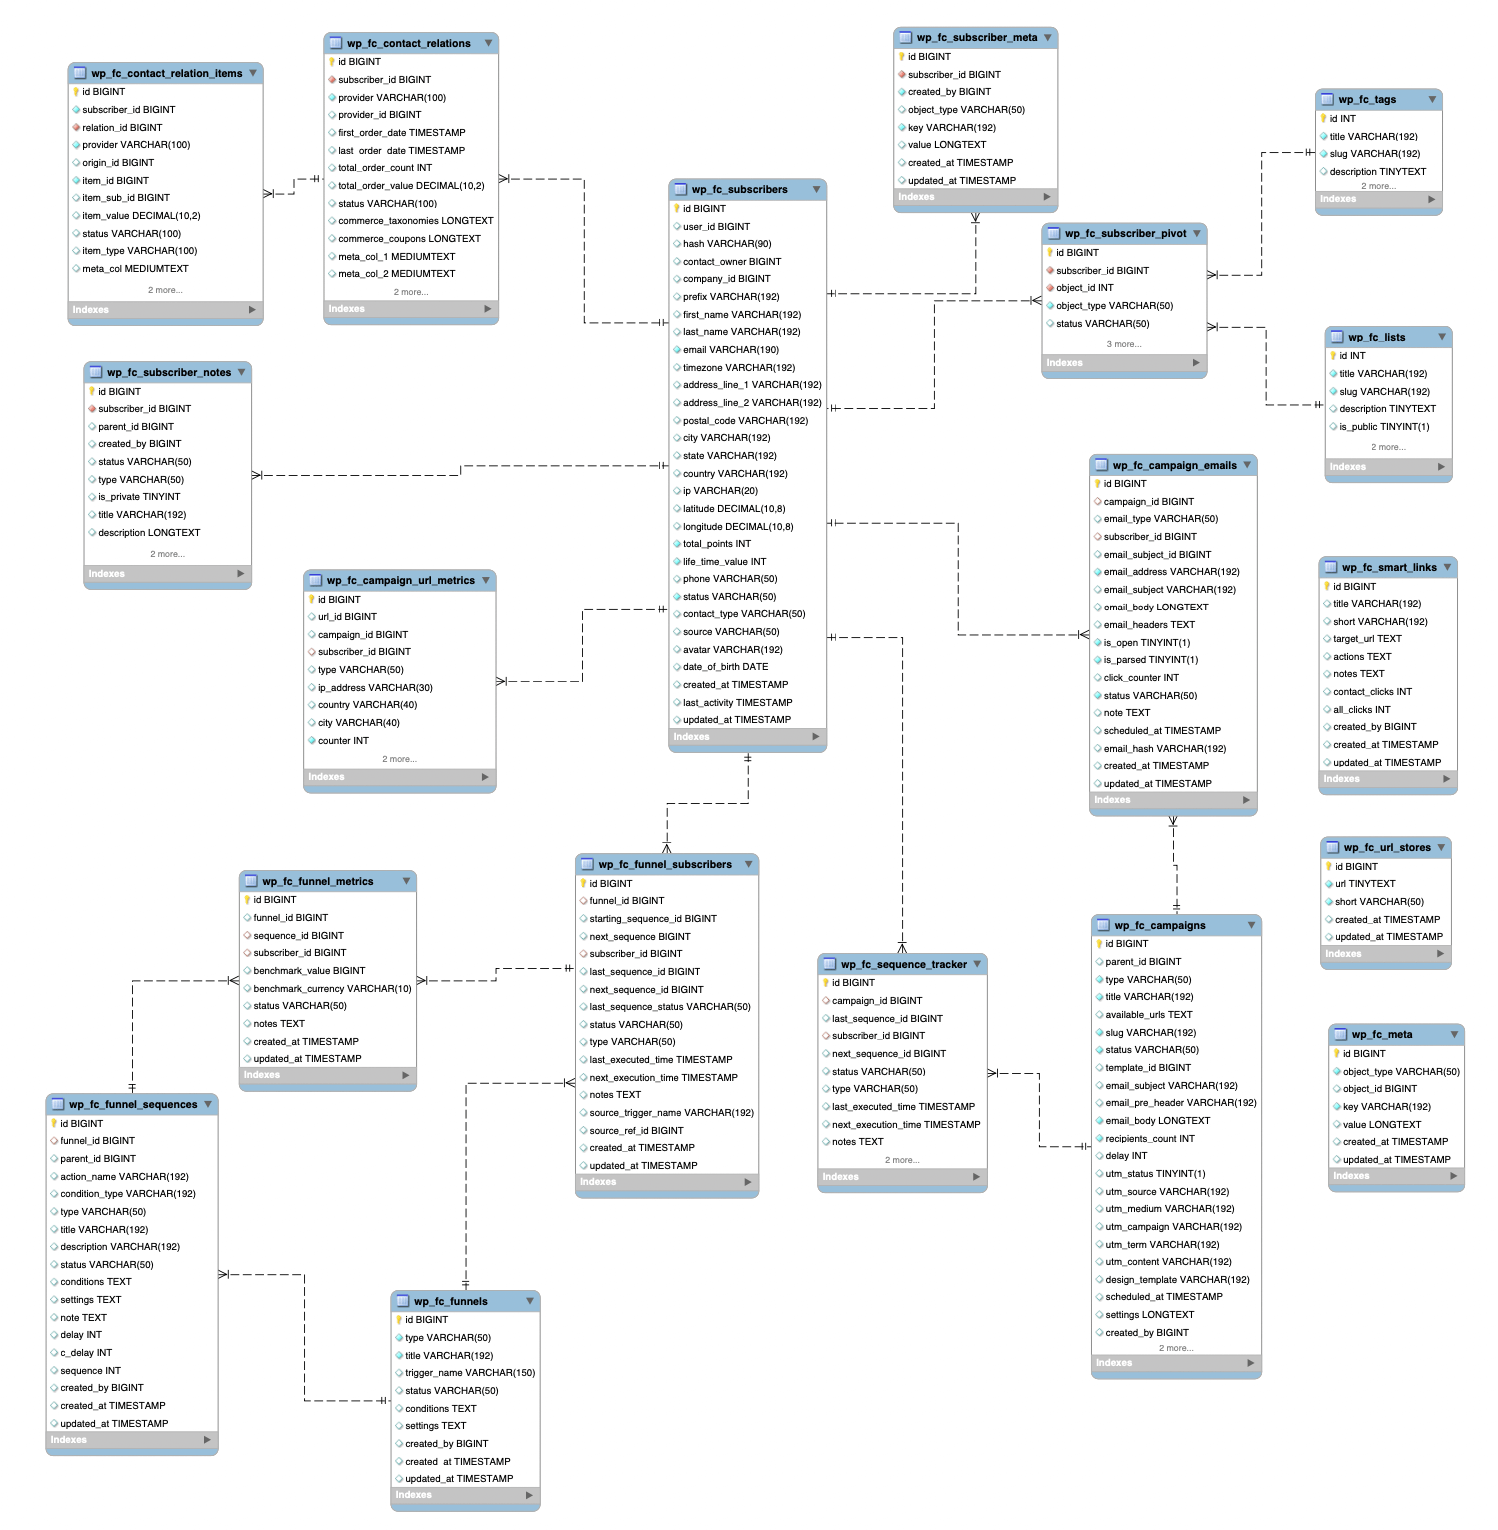 wp_fc_contact_relation_items
id BIGINT
subscriber_id BIGINT
relation_id BIGINT
provider VARCHAR(100)
origin_id BIGINT
item_id BIGINT
item_sub_id BIGINT
item_value DECIMAL(10,2)
status VARCHAR(100)
item_type VARCHAR(100)
meta_col MEDIUMTEXT
2 more...
Indexes
wp_fc_contact_relations
id BIGINT
subscriber_id BIGINT
provider VARCHAR(100)
provider_id BIGINT
first_order_date TIMESTAMP
last_order_date TIMESTAMP
total_order_count INT
total_order_value DECIMAL(10,2)
status VARCHAR(100)
commerce_taxonomies LONGTEXT
commerce_coupons LONGTEXT
meta_col_1 MEDIUMTEXT
meta_col_2 MEDIUMTEXT
2 more...
Indexes
wp_fc_subscriber_meta
id BIGINT
subscriber_id BIGINT
created_by BIGINT
object_type VARCHAR(50)
key VARCHAR(192)
value LONGTEXT
created_at TIMESTAMP
updated_at TIMESTAMP
Indexes
wp_fc_tags
id INT
title VARCHAR(192)
slug VARCHAR(192)
description TINYTEXT
2 more...
Indexes
wp_fc_subscribers
id BIGINT
user_id BIGINT
hash VARCHAR(90)
contact_owner BIGINT
company_id BIGINT
prefix VARCHAR(192)
first_name VARCHAR(192)
last_name VARCHAR(192)
email VARCHAR(190)
timezone VARCHAR(192)
address_line_1 VARCHAR(192)
address_line_2 VARCHAR(192)
postal_code VARCHAR(192)
city VARCHAR(192)
state VARCHAR(192)
country VARCHAR(192)
ip VARCHAR(20)
latitude DECIMAL(10,8)
longitude DECIMAL(10,8)
total_points INT
life_time_value INT
phone VARCHAR(50)
status VARCHAR(50)
contact_type VARCHAR(50)
source VARCHAR(50)
avatar VARCHAR(192)
date_of_birth DATE
created_at TIMESTAMP
last_activity TIMESTAMP
updated_at TIMESTAMP
Indexes
wp_fc_subscriber_pivot
id BIGINT
subscriber_id BIGINT
object_id INT
object_type VARCHAR(50)
status VARCHAR(50)
3 more...
Indexes
wp_fc_lists
id INT
title VARCHAR(192)
slug VARCHAR(192)
description TINYTEXT
is_public TINYINT(1)
2 more...
Indexes
wp_fc_subscriber_notes
id BIGINT
subscriber_id BIGINT
parent_id BIGINT
created_by BIGINT
status VARCHAR(50)
type VARCHAR(50)
is_private TINYINT
title VARCHAR(192)
description LONGTEXT
2 more...
Indexes
wp_fc_campaign_emails
id BIGINT
campaign_id BIGINT
email_type VARCHAR(50)
subscriber_id BIGINT
email_subject_id BIGINT
email_address VARCHAR(192)
email_subject VARCHAR(192)
email_body LONGTEXT
email_headers TEXT
is_open TINYINT(1)
is_parsed TINYINT(1)
click_counter INT
status VARCHAR(50)
note TEXT
scheduled_at TIMESTAMP
email_hash VARCHAR(192)
created_at TIMESTAMP
updated_at TIMESTAMP
Indexes
wp_fc_smart_links
id BIGINT
title VARCHAR(192)
short VARCHAR(192)
target_url TEXT
actions TEXT
notes TEXT
contact_clicks INT
all_clicks INT
created_by BIGINT
created_at TIMESTAMP
updated_at TIMESTAMP
Indexes
wp_fc_campaign_url_metrics
id BIGINT
url_id BIGINT
campaign_id BIGINT
subscriber_id BIGINT
type VARCHAR(50)
ip_address VARCHAR(30)
country VARCHAR(40)
city VARCHAR(40)
counter INT
2 more...
Indexes
wp_fc_url_stores
id BIGINT
url TINYTEXT
short VARCHAR(50)
created_at TIMESTAMP
updated_at TIMESTAMP
Indexes
wp_fc_funnel_metrics
id BIGINT
funnel_id BIGINT
sequence_id BIGINT
subscriber_id BIGINT
benchmark_value BIGINT
benchmark_currency VARCHAR(10)
status VARCHAR(50)
notes TEXT
created_at TIMESTAMP
updated_at TIMESTAMP
Indexes
wp_fc_funnel_subscribers
id BIGINT
funnel_id BIGINT
starting_sequence_id BIGINT
next_sequence BIGINT
subscriber_id BIGINT
last_sequence_id BIGINT
next_sequence_id BIGINT
last_sequence_status VARCHAR(50)
status VARCHAR(50)
type VARCHAR(50)
last_executed_time TIMESTAMP
next_execution_time TIMESTAMP
notes TEXT
source_trigger_name VARCHAR(192)
source_ref_id BIGINT
created_at TIMESTAMP
updated_at TIMESTAMP
Indexes
wp_fc_sequence_tracker
id BIGINT
campaign_id BIGINT
last_sequence_id BIGINT
subscriber_id BIGINT
next_sequence_id BIGINT
status VARCHAR(50)
type VARCHAR(50)
last_executed_time TIMESTAMP
next_execution_time TIMESTAMP
notes TEXT
2 more...
Indexes
wp_fc_campaigns
id BIGINT
parent_id BIGINT
type VARCHAR(50)
title VARCHAR(192)
available_urls TEXT
slug VARCHAR(192)
status VARCHAR(50)
template_id BIGINT
email_subject VARCHAR(192)
email_pre_header VARCHAR(192)
email_body LONGTEXT
recipients_count INT
delay INT
utm_status TINYINT(1)
utm_source VARCHAR(192)
utm_medium VARCHAR(192)
utm_campaign VARCHAR(192)
utm_term VARCHAR(192)
utm_content VARCHAR(192)
design_template VARCHAR(192)
scheduled_at TIMESTAMP
settings LONGTEXT
created_by BIGINT
2 more...
Indexes
wp_fc_meta
id BIGINT
object_type VARCHAR(50)
object_id BIGINT
key VARCHAR(192)
value LONGTEXT
created_at TIMESTAMP
updated_at TIMESTAMP
Indexes
wp_fc_funnel_sequences
id BIGINT
funnel_id BIGINT
parent_id BIGINT
action_name VARCHAR(192)
condition_type VARCHAR(192)
type VARCHAR(50)
title VARCHAR(192)
description VARCHAR(192)
status VARCHAR(50)
conditions TEXT
settings TEXT
note TEXT
delay INT
c_delay INT
sequence INT
created_by BIGINT
created_at TIMESTAMP
updated_at TIMESTAMP
Indexes
wp_fc_funnels
id BIGINT
type VARCHAR(50)
title VARCHAR(192)
trigger_name VARCHAR(150)
status VARCHAR(50)
conditions TEXT
settings TEXT
created_by BIGINT
created_at TIMESTAMP
updated_at TIMESTAMP
Indexes